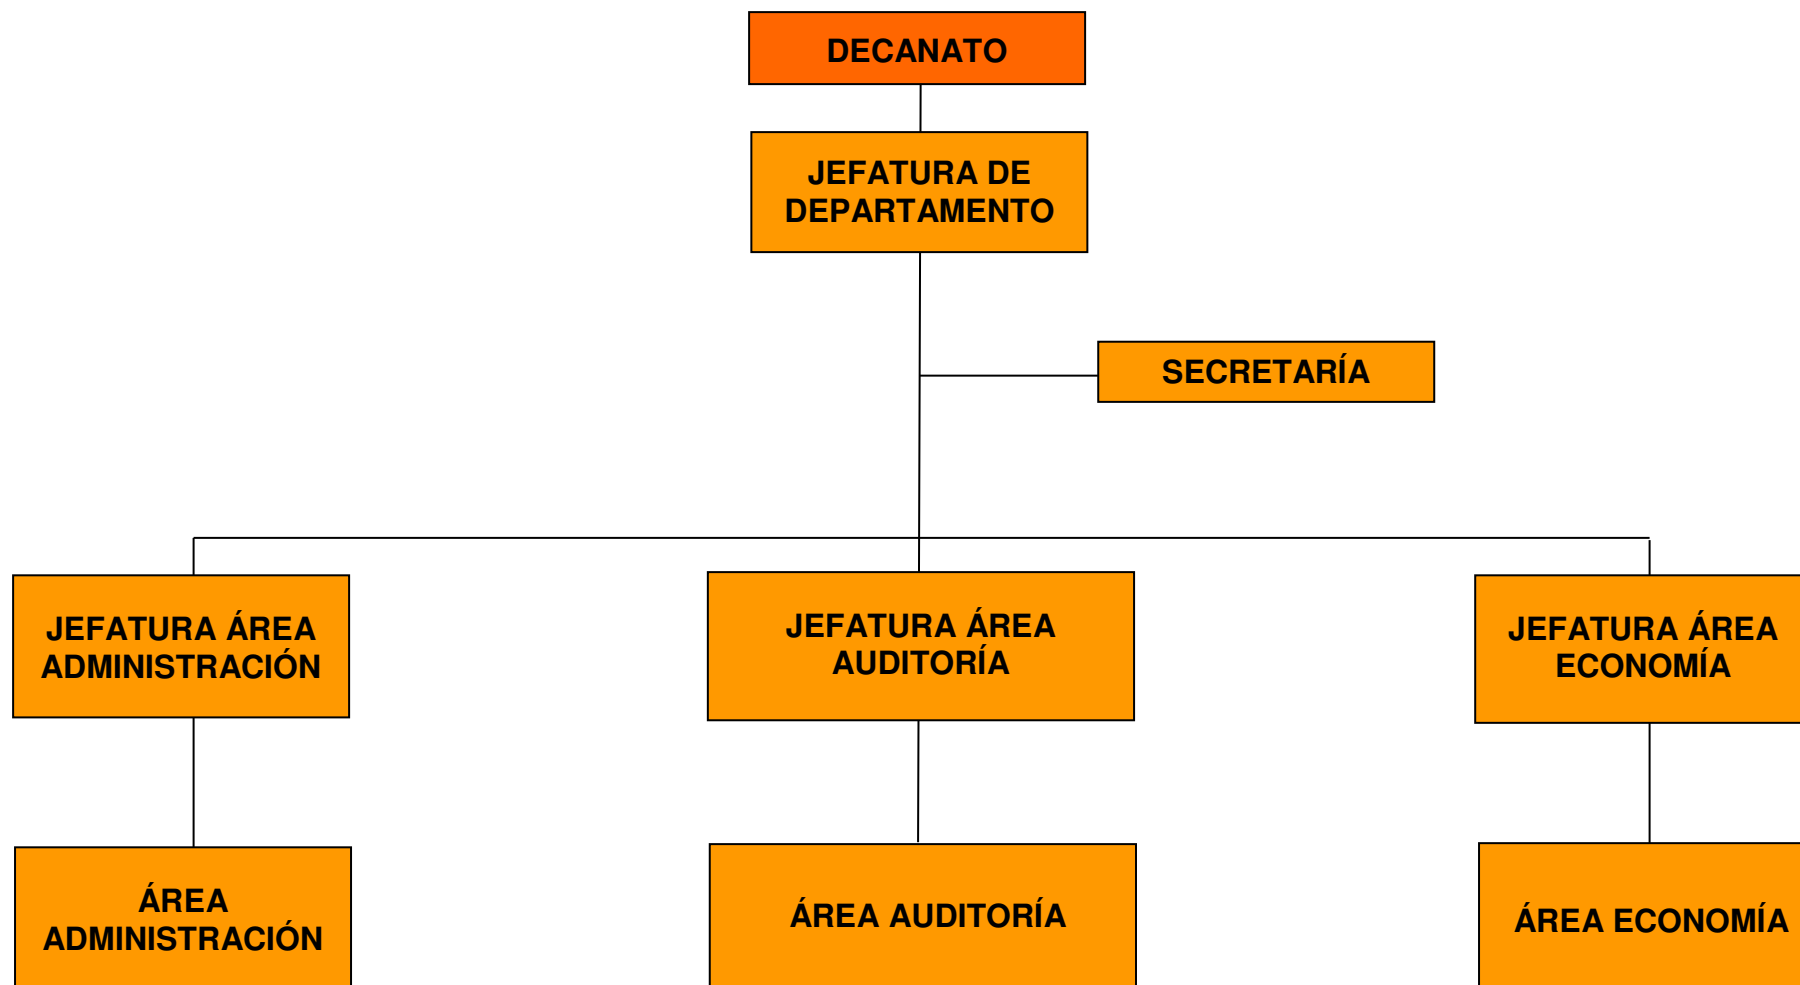 DECANATO
JEFATURA DE
DEPARTAMENTO
SECRETARÍA
JEFATURA ÁREA
ADMINISTRACIÓN
JEFATURA ÁREA
AUDITORÍA
JEFATURA ÁREA
ECONOMÍA
ÁREA
ADMINISTRACIÓN
ÁREA AUDITORÍA
ÁREA ECONOMÍA